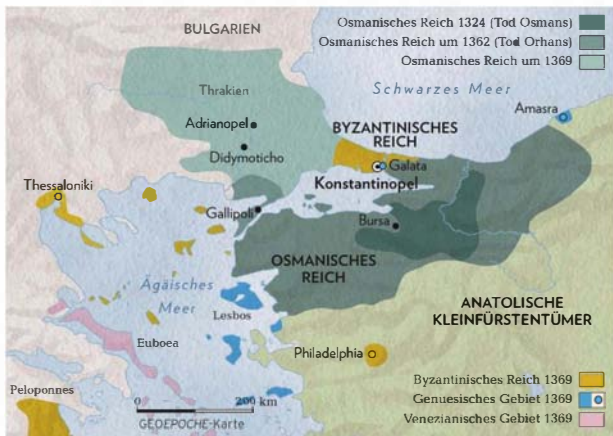 Osmanisches Reich 1324 (Tod Osmans)
Osmanisches Reich um 1362 (Tod Orhans)
Osmanisches Reich um 1369
BULGARIEN
Thrakien
Schwarzes Meer
Amasra
Adrianopel
BYZANTINISCHES
REICH
Didymoticho
Galata
Thessaloniki
Konstantinopel
Gallipoli
Bursa
OSMANISCHES
REICH
Ägäisches
Meer
Lesbos
ANATOLISCHE
KLEINFÜRSTENTÜMER
Euboea
Philadelphia
Peloponnes
Byzantinisches Reich 1369
Genuesisches Gebiet 1369
Venezianisches Gebiet 1369
0 200 km
GEOEPOCHE-Karte